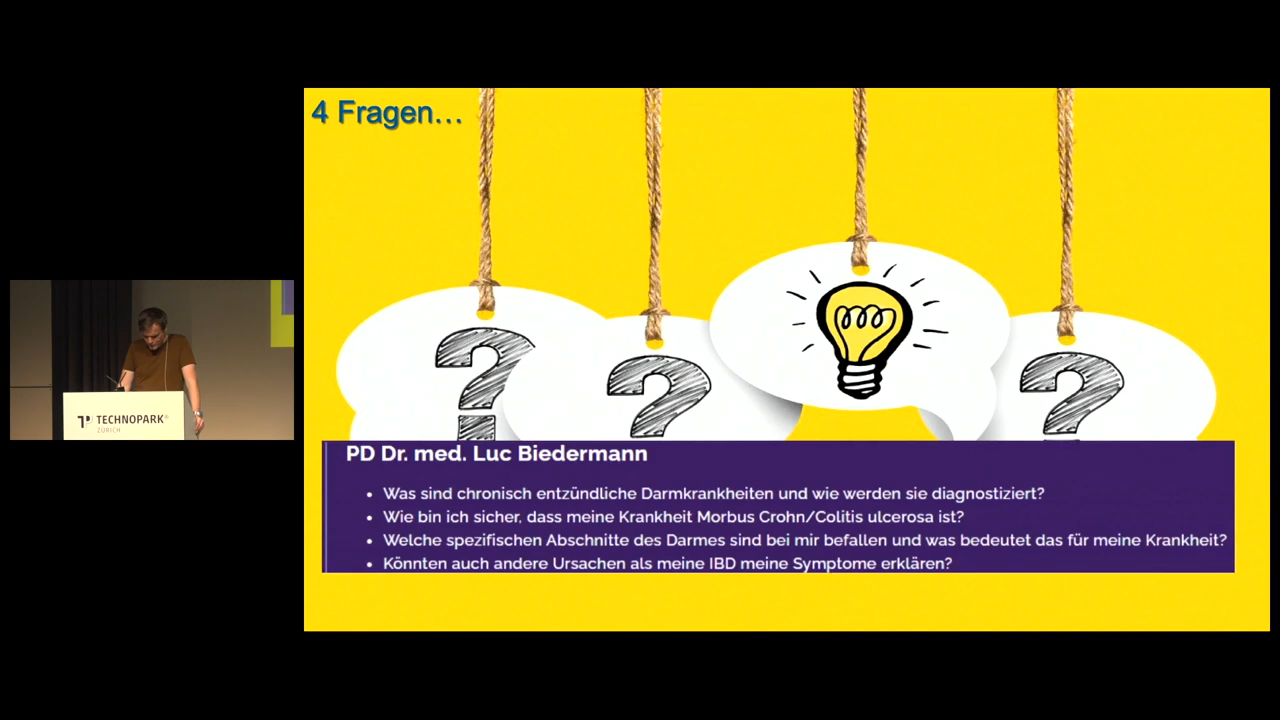 4 Fragen...
PD Dr. med. Luc Biedermann
• Was sind chronisch entzündliche Darmkrankheiten und wie werden sie diagnostiziert?
• Wie bin ich sicher, dass meine Krankheit Morbus Crohn/Colitis ulcerosa ist?
• Welche spezifischen Abschnitte des Darmes sind bei mir befallen und was bedeutet das für meine Krankheit?
• Könnten auch andere Ursachen als meine IBD meine Symptome erklären?
TECHNOPARK®
ZÜRICH